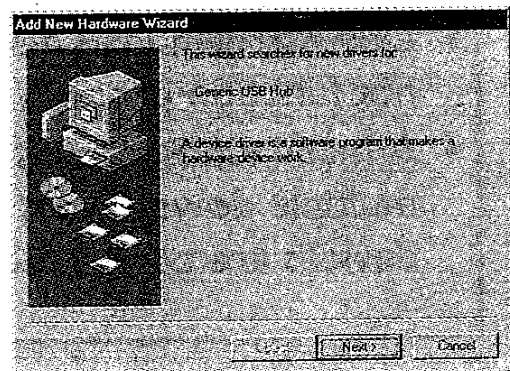 Add New Hardware Wizard
This wizard searches for new drivers for:
Generic USB Hub
A device driver is a software program that makes a
hardware device work.
Next >
Cancel